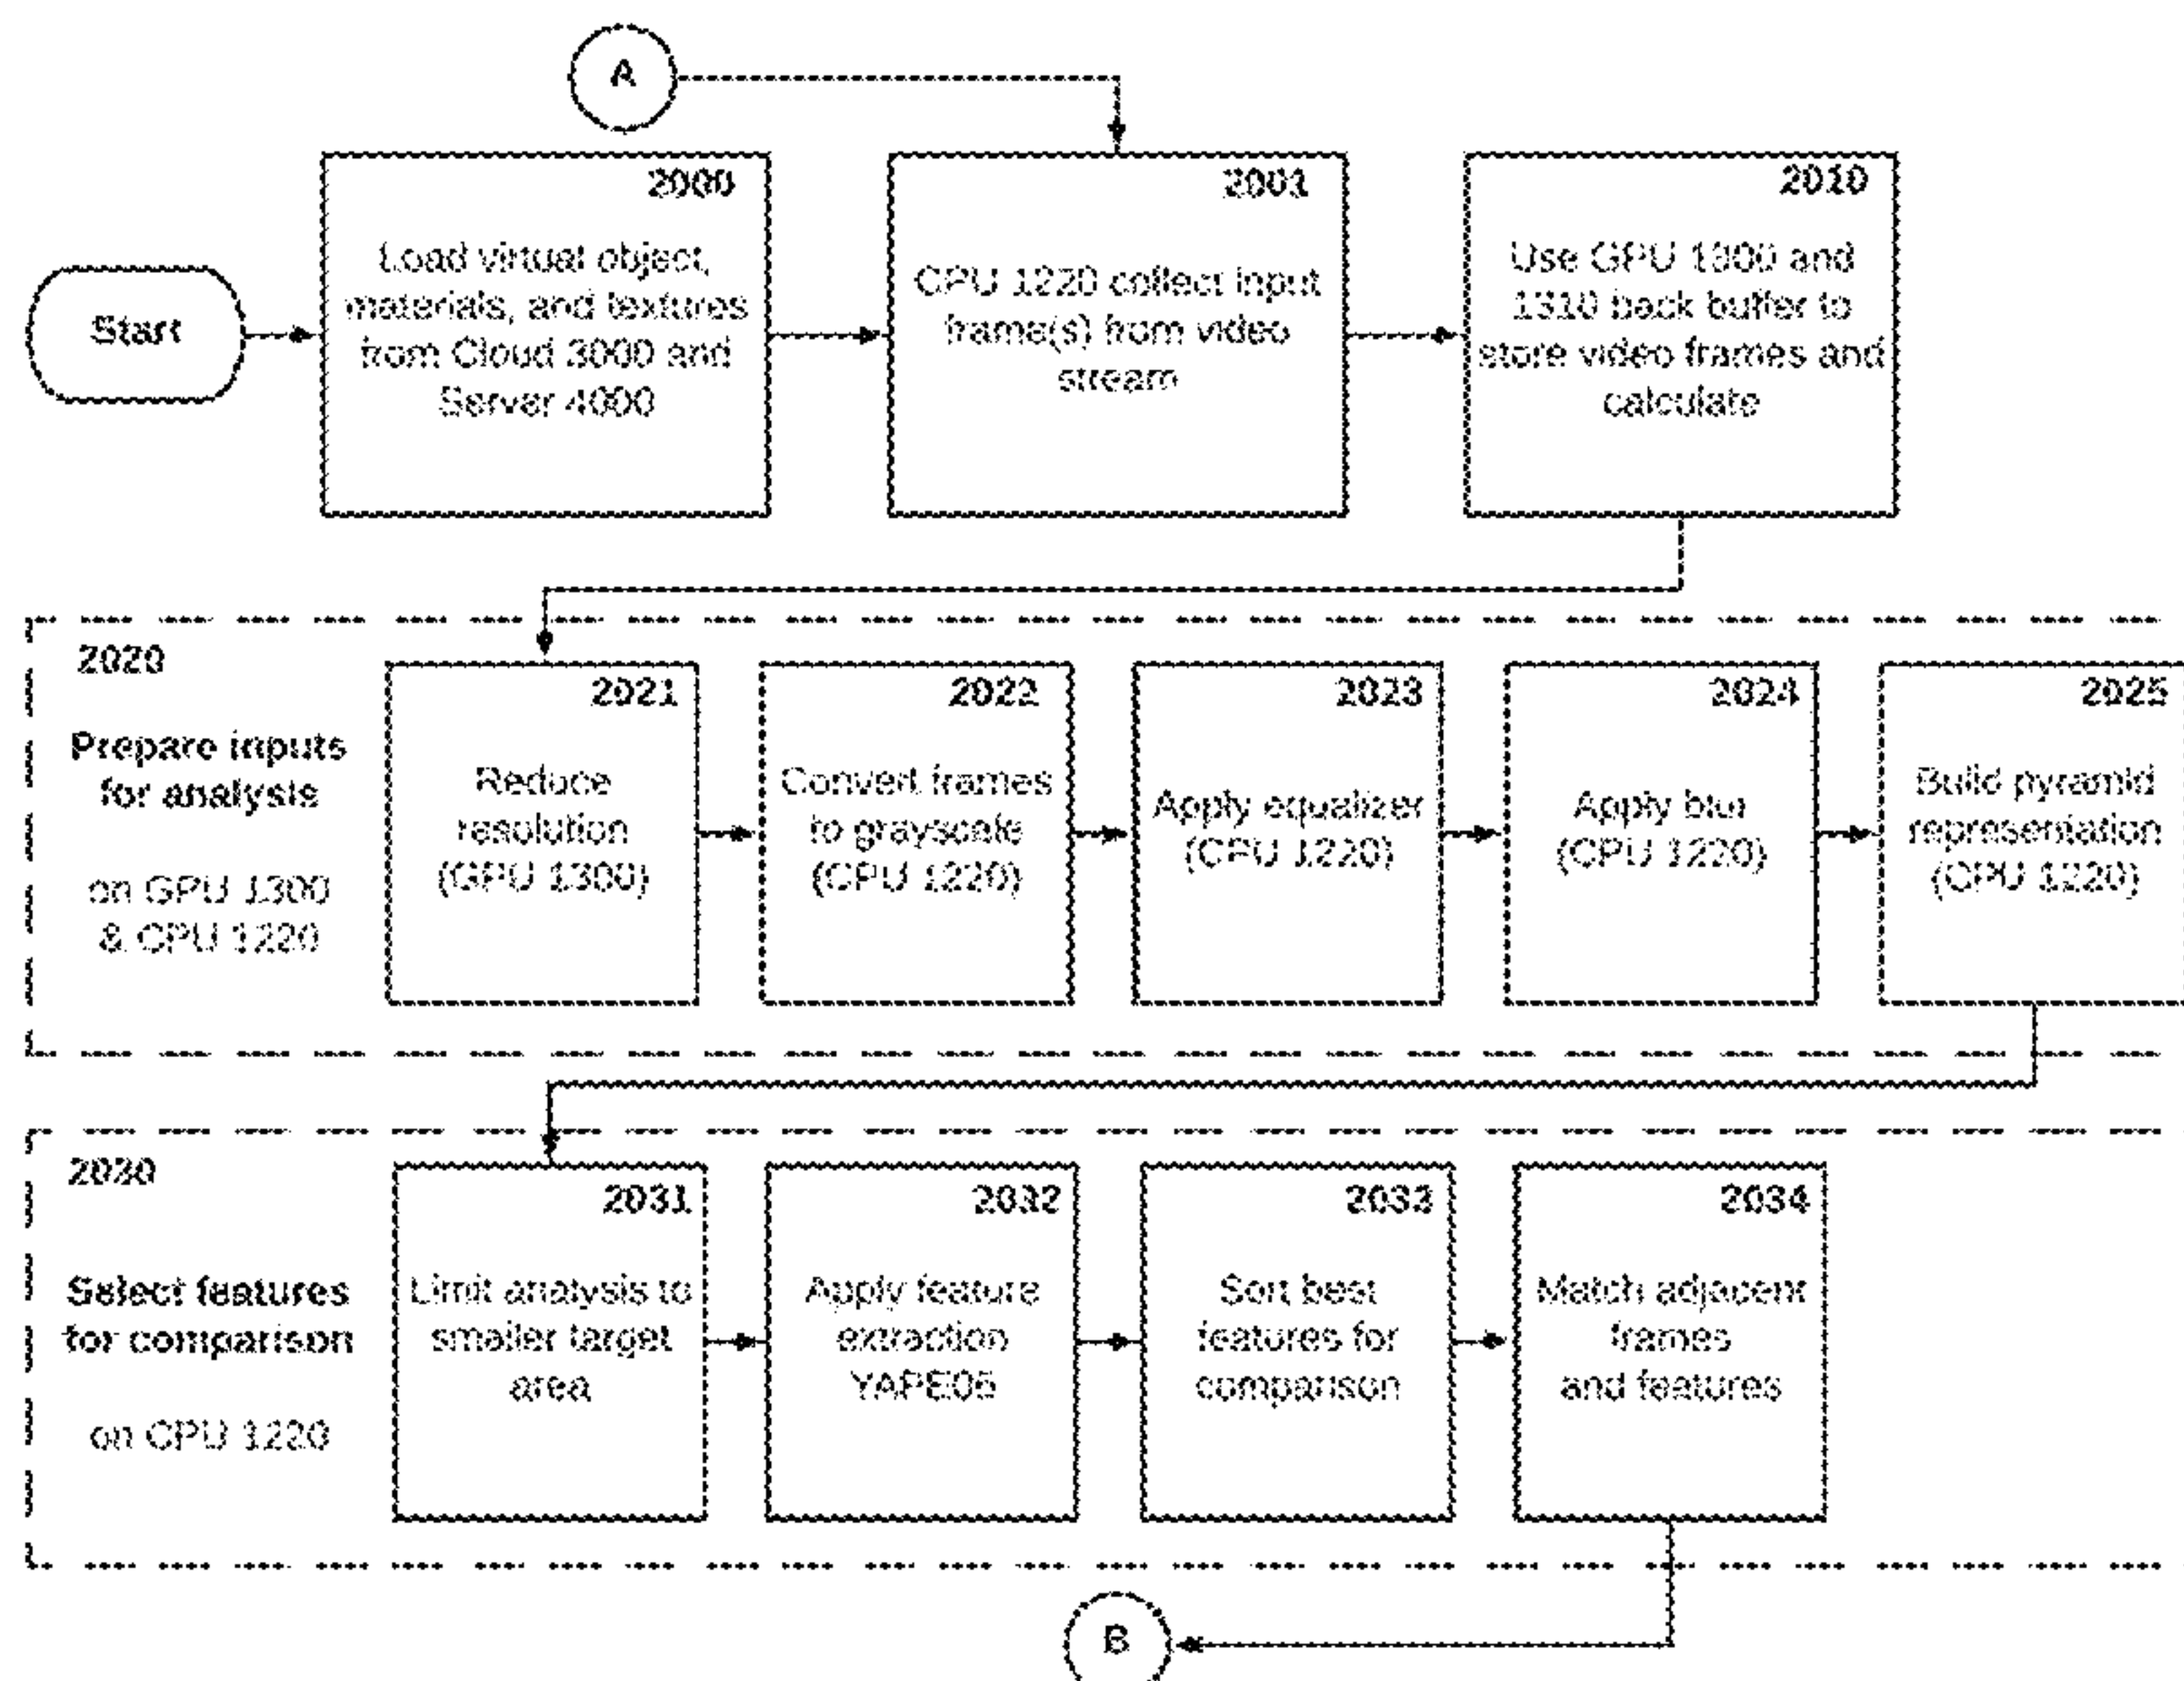 A
2000
Load virtual object,
materials, and textures
from Cloud 3000 and
Server 4000
Start
2001
CPU 1220 collect input
frame(s) from video
stream
2010
Use GPU 1300 and
1310 back buffer to
store video frames and
calculate
2020
Prepare inputs
for analysis
on GPU 1300
& CPU 1220
2021
Reduce
resolution
(GPU 1300)
2022
Convert frames
to grayscale
(CPU 1220)
2023
Apply equalizer
(CPU 1220)
2024
Apply blur
(CPU 1220)
2025
Build pyramid
representation
(CPU 1220)
2030
Select features
for comparison
on CPU 1220
2031
Limit analysis to
smaller target
area
2032
Apply feature
extraction
YAPE06
2033
Sort best
features for
comparison
2034
Match adjacent
frames
and features
B